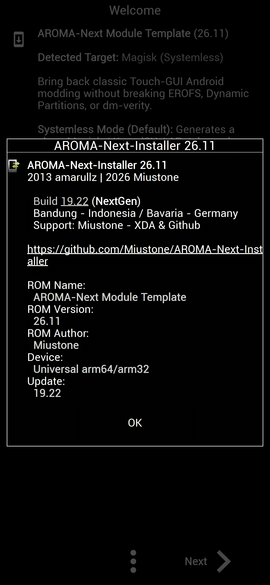 Welcome
AROMA-Next Module Template (26.11)
Detected Target: Magisk (Systemless)
Bring back classic Touch-GUI Android
modding without breaking EROFS, Dynamic
Partitions, or dm-verity.
Systemless Mode (Default): Generates a
AROMA-Next-Installer 26.11
AROMA-Next-Installer 26.11
2013 amarullz | 2026 Miustone
Build 19.22 (NextGen)
Bandung - Indonesia / Bavaria - Germany
Support: Miustone - XDA & Github
https://github.com/Miustone/AROMA-Next-Inst
aller
ROM Name:
AROMA-Next Module Template
ROM Version:
26.11
ROM Author:
Miustone
Device:
Universal arm64/arm32
Update:
19.22
OK
Next